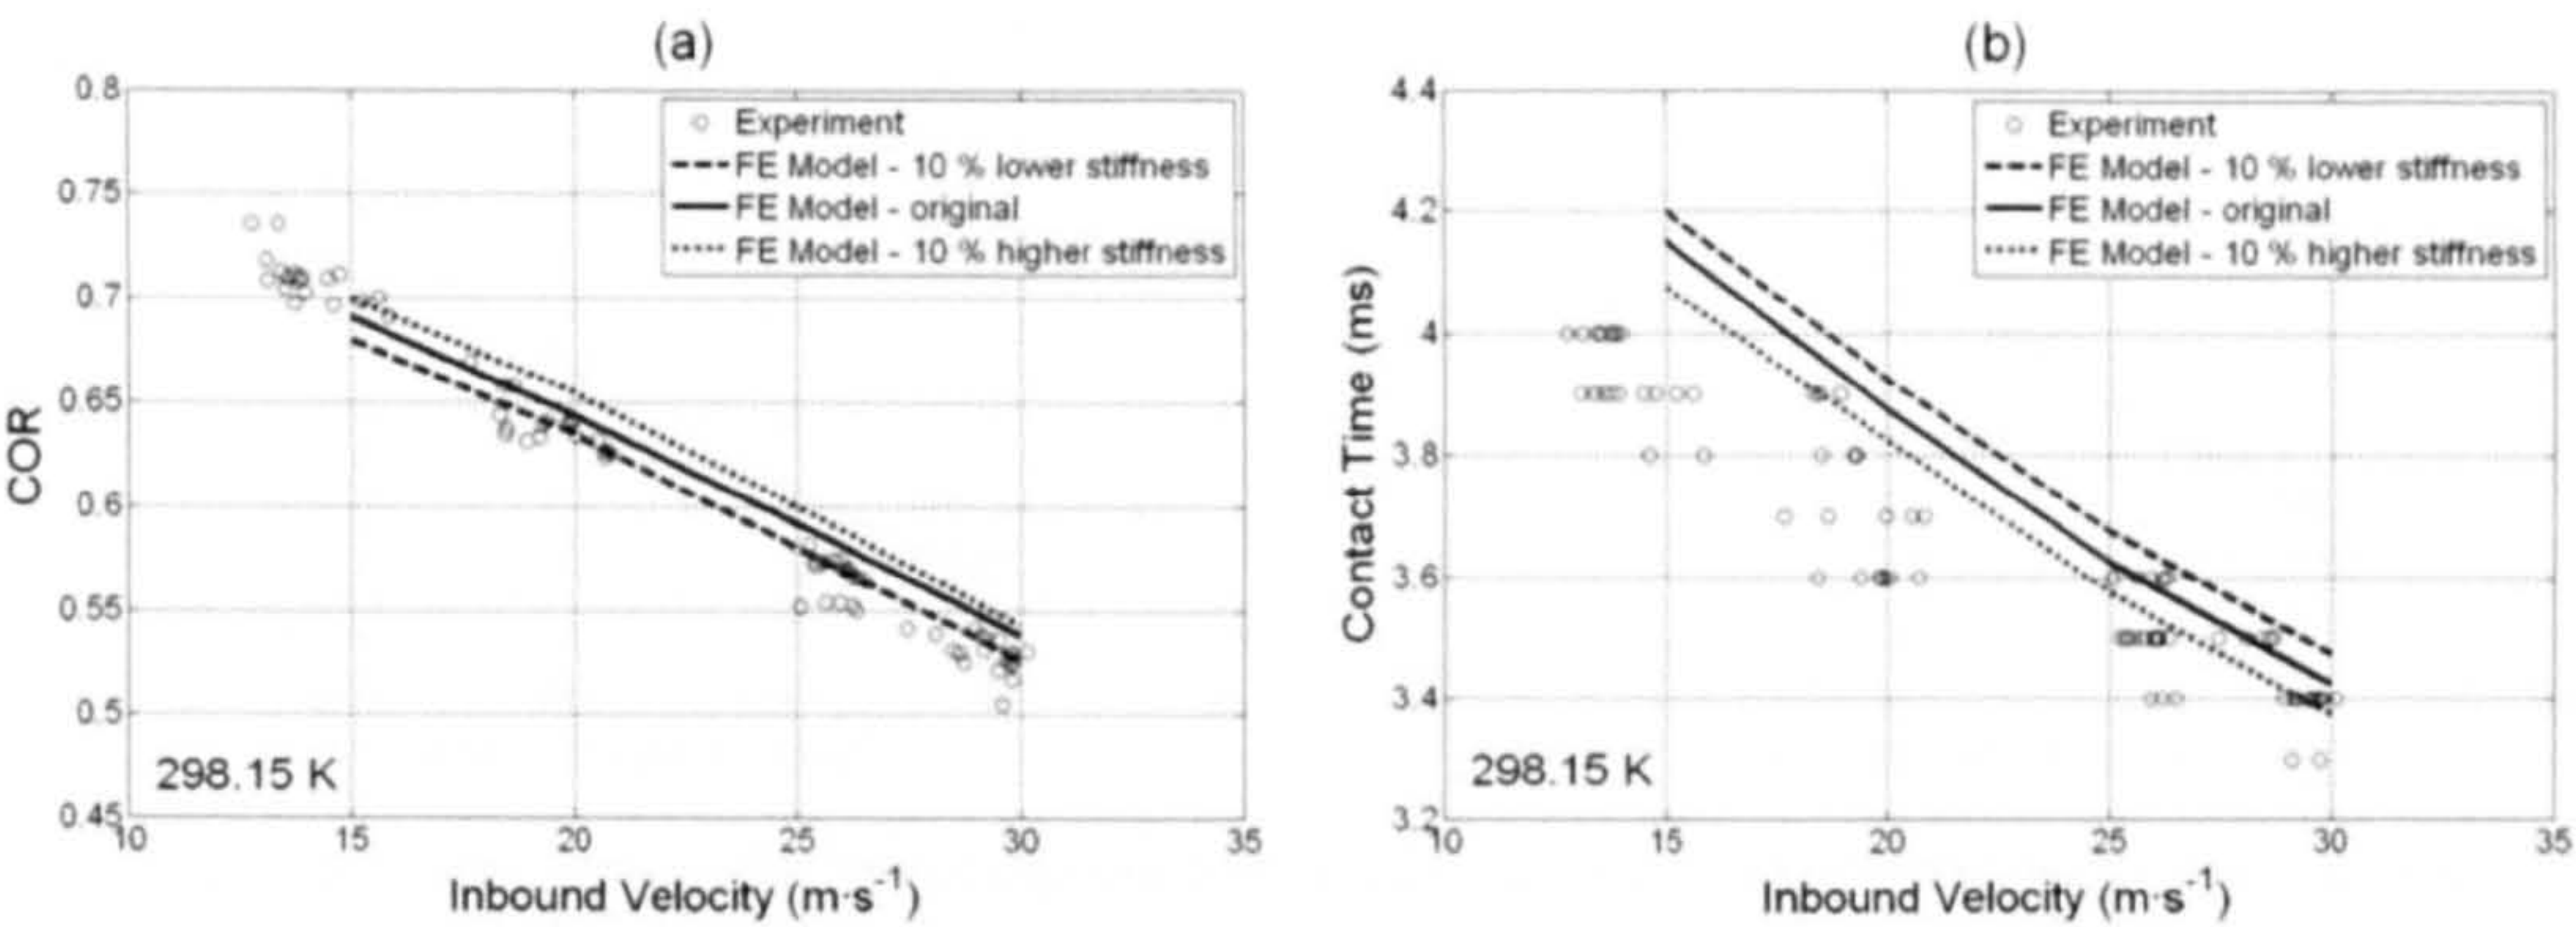 (a)
0.8
0.75
0.7
0.65
0.6
0.55
0.5
0.45
COR
Experiment
FE Model - 10 % lower stiffness
FE Model - original
FE Model - 10 % higher stiffness
298.15 K
10 15 20 25 30 35
Inbound Velocity (m·s⁻¹)
(b)
4.4
4.2
4
3.8
3.6
3.4
3.2
Contact Time (ms)
Experiment
FE Model - 10 % lower stiffness
FE Model - original
FE Model - 10 % higher stiffness
298.15 K
10 15 20 25 30 35
Inbound Velocity (m·s⁻¹)